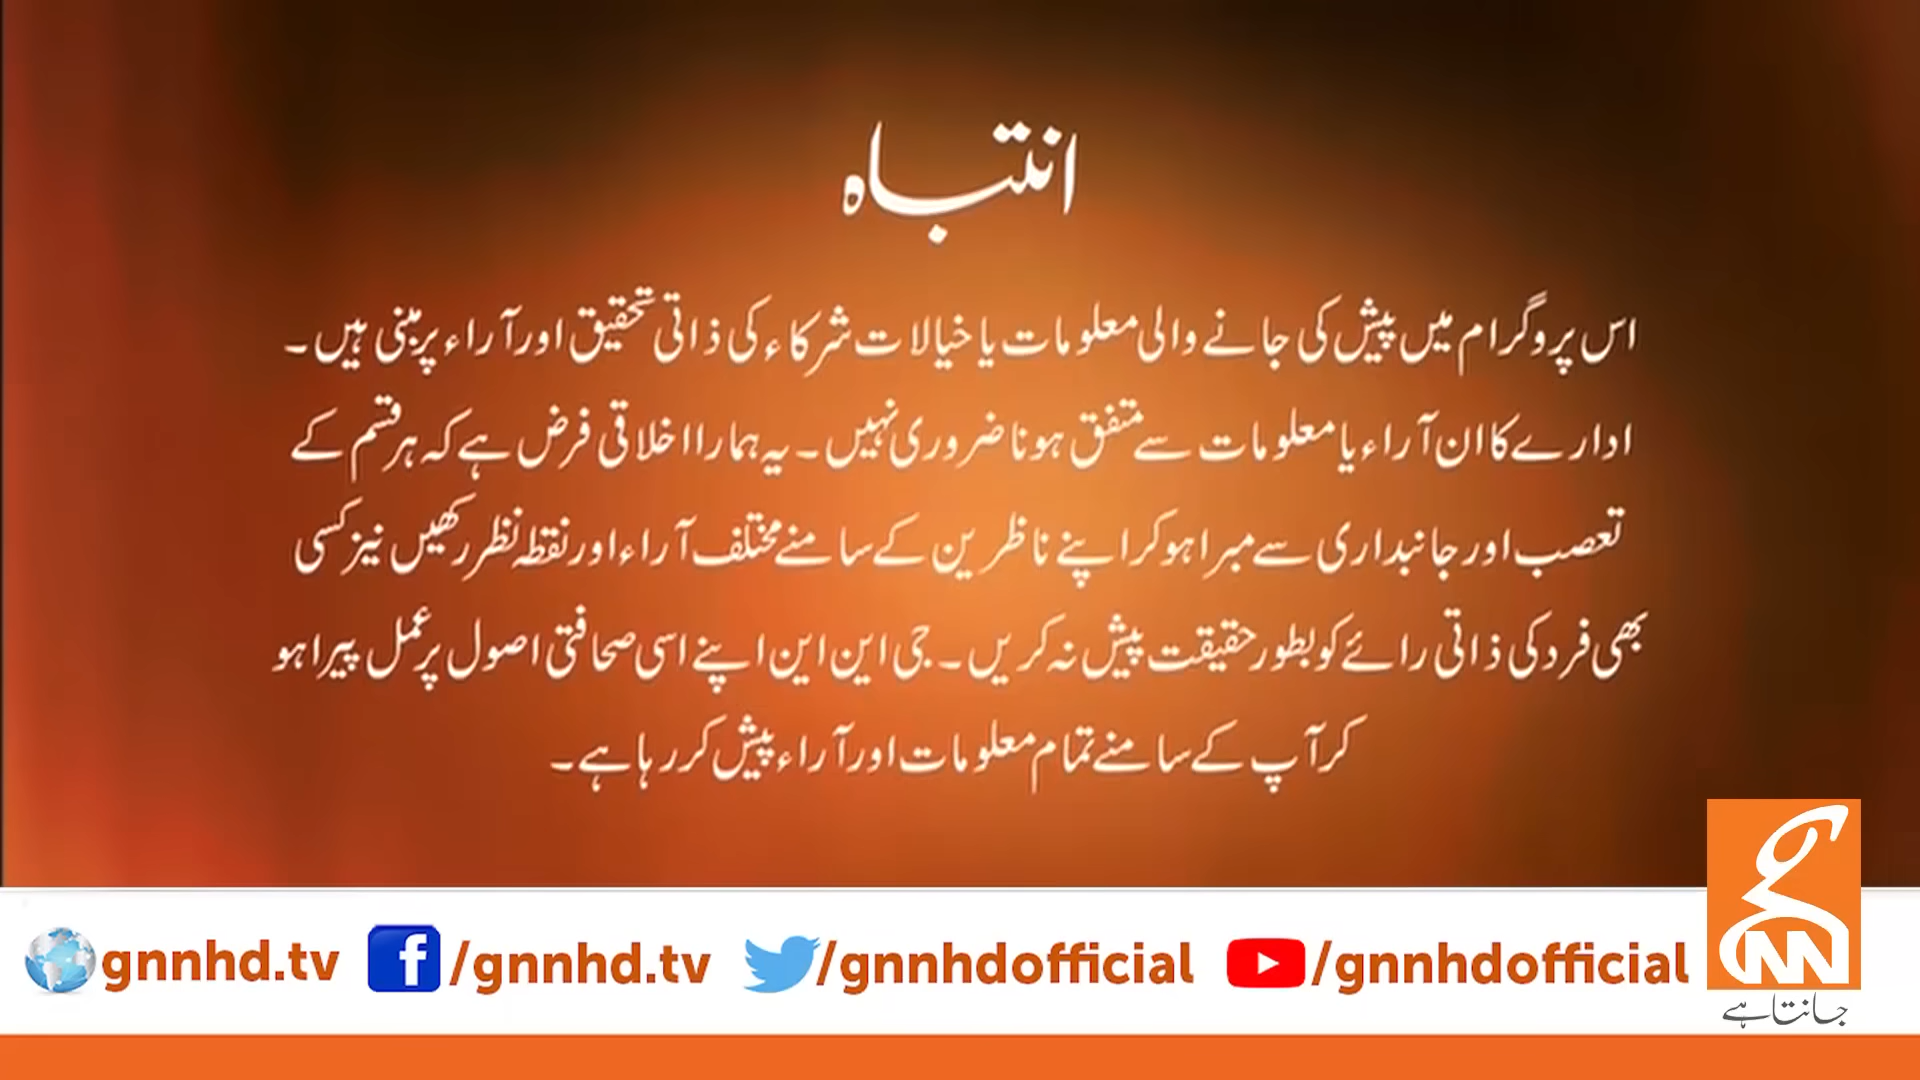 انتباہ
اس پروگرام میں پیش کی جانے والی معلومات یا خیالات شرکاء کی ذاتی تحقیق اور آراء پر مبنی ہیں۔
ادارے کا ان آراء یا معلومات سے متفق ہونا ضروری نہیں۔ یہ ہمارا اخلاقی فرض ہے کہ ہر قسم کے
تعصب اور جانبداری سے مبرا ہو کر اپنے ناظرین کے سامنے مختلف آراء اور نقطہ نظر رکھیں نیز کسی
بھی فرد کی ذاتی رائے کو بطور حقیقت پیش نہ کریں۔ جی این این اپنے اسی صحافتی اصول پر عمل پیرا ہو
کر آپ کے سامنے تمام معلومات اور آراء پیش کر رہا ہے۔
gnnhd.tv /gnnhd.tv /gnnhdofficial /gnnhdofficial
GNN
جانتا ہے